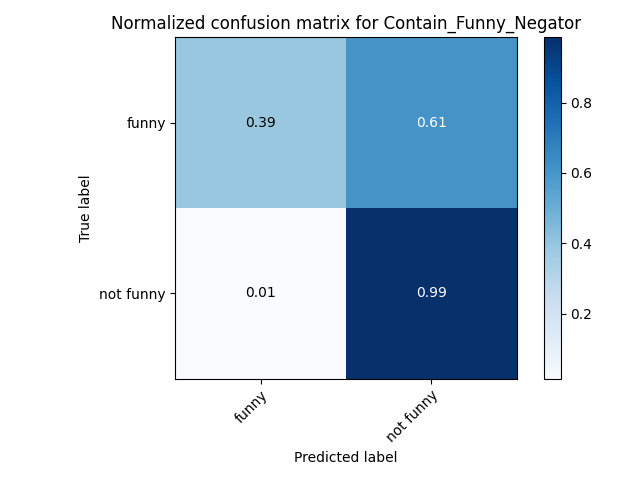 Normalized confusion matrix for Contain_Funny_Negator
funny
0.39
0.61
0.8
0.6
True label
0.4
not funny
0.01
0.99
0.2
funny
not funny
Predicted label